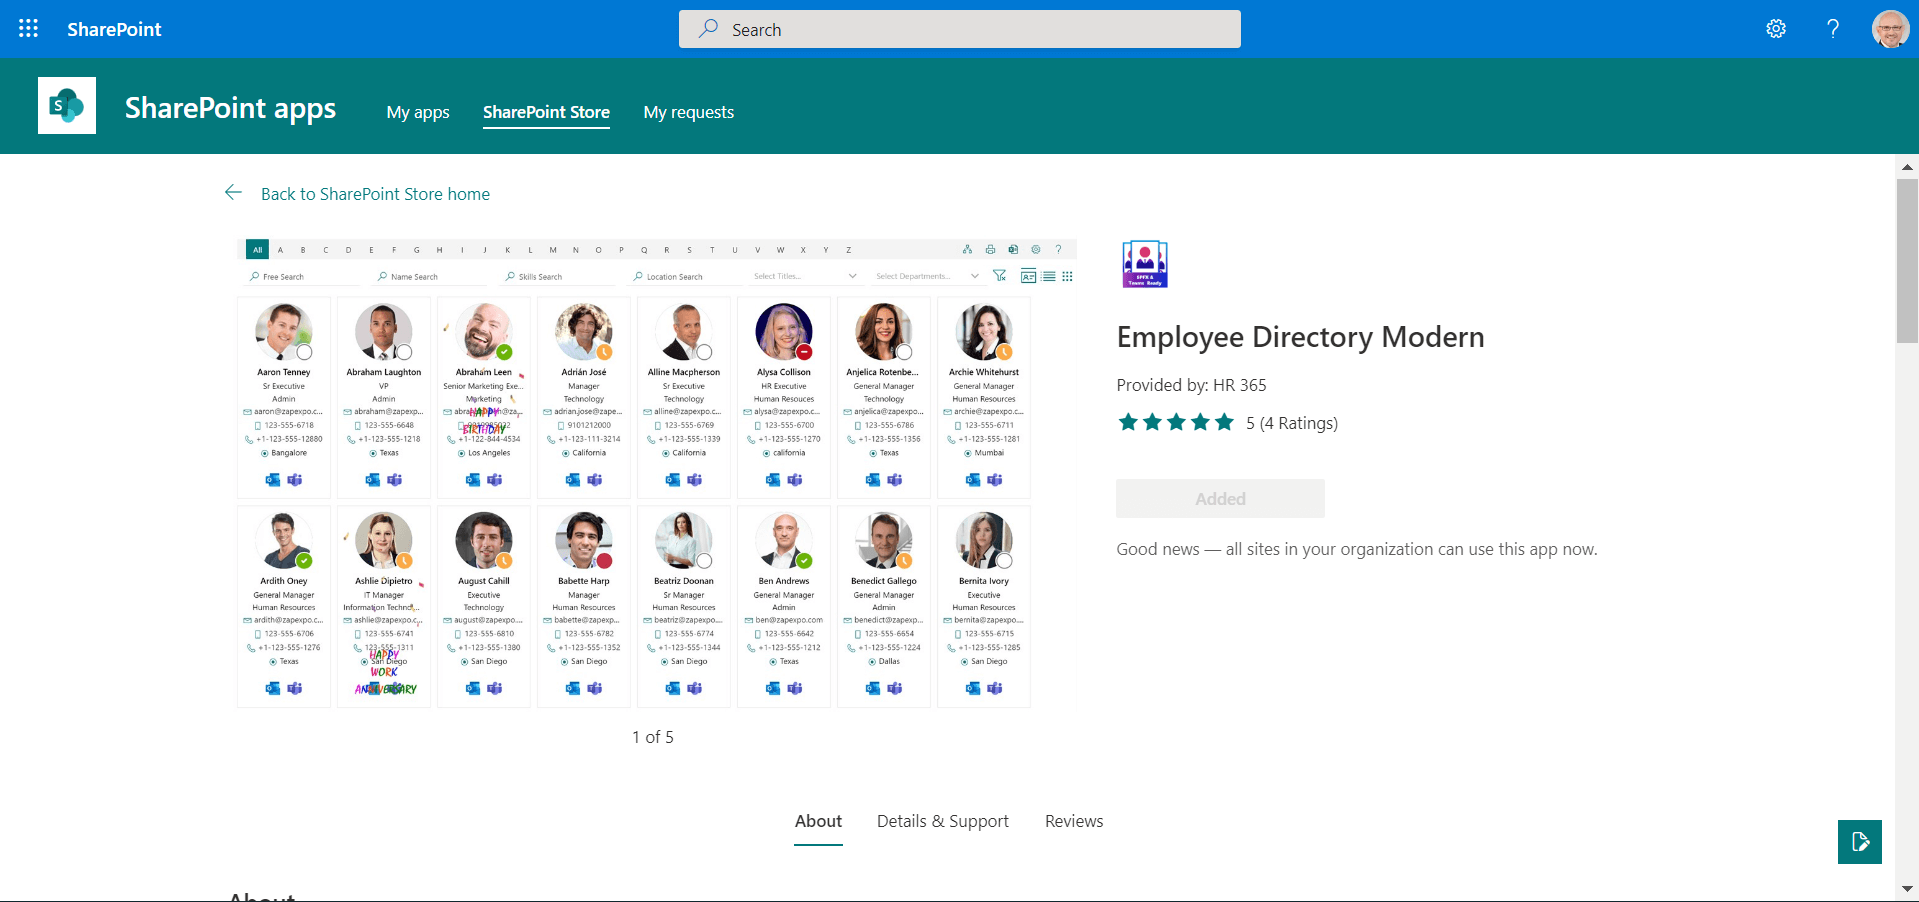 SharePoint
Search
?
S
SharePoint apps
My apps
SharePoint Store
My requests
Back to SharePoint Store home
All A B C D E F G H I J K L M N O P Q R S T U V W X Y Z ?
Free Search
Name Search
Skills Search
Location Search
Select Titles...
Select Departments...
Aaron Tenney
Sr Executive
Admin
aaron@zapexpo.c...
123-555-6718
+1-123-555-12880
Bangalore
Abraham Laughton
VP
Admin
abraham@zapexp...
123-555-6648
+1-123-555-1218
Texas
Abraham Leen
Senior Marketing Exe...
Marketing
HAPPY
BIRTHDAY
+1-122-844-4534
Los Angeles
Adrián José
Manager
Technology
adrian.jose@zape...
9101212000
+1-123-111-3214
California
Alline Macpherson
Sr Executive
Technology
alline@zapexpo.c...
123-555-6769
+1-123-555-1339
California
Alysa Collison
HR Executive
Human Resources
alysa@zapexpo.c...
123-555-6700
+1-123-555-1270
california
Anjelica Rotenbe...
General Manager
Technology
anjelica@zapexpo...
123-555-6786
+1-123-555-1356
Texas
Archie Whitehurst
General Manager
Human Resouces
archie@zapexpo...
123-555-6711
+1-123-555-1281
Mumbai
Ardith Oney
General Manager
Human Resources
ardith@zapexpo...
123-555-6706
+1-123-555-1276
Texas
Ashlie Dipietro
IT Manager
Information Techno...
ashlie@zapexpo.c...
123-555-6741
123-555-1311
HAPPY
San Diego
WORK
ANNIVERSARY
August Cahill
Executive
Technology
august@zapexpo...
123-555-6810
+1-123-555-1380
San Diego
Babette Harp
Manager
Human Resources
babette@zapexp...
123-555-6782
+1-123-555-1352
San Diego
Beatriz Doonan
Sr Manager
Human Resources
beatriz@zapexpo...
123-555-6774
+1-123-555-1344
San Diego
Ben Andrews
General Manager
Admin
ben@zapexpo.com
123-555-6642
+1-123-555-1212
Texas
Benedict Gallego
General Manager
Admin
benedict@zapexp...
123-555-6654
+1-123-555-1224
Dallas
Bernita Ivory
Executive
Human Resources
bernita@zapexpo...
123-555-6715
+1-123-555-1285
San Diego
1 of 5
SPFX &
Teams Ready
Employee Directory Modern
Provided by: HR 365
5 (4 Ratings)
Added
Good news — all sites in your organization can use this app now.
About
Details & Support
Reviews
About